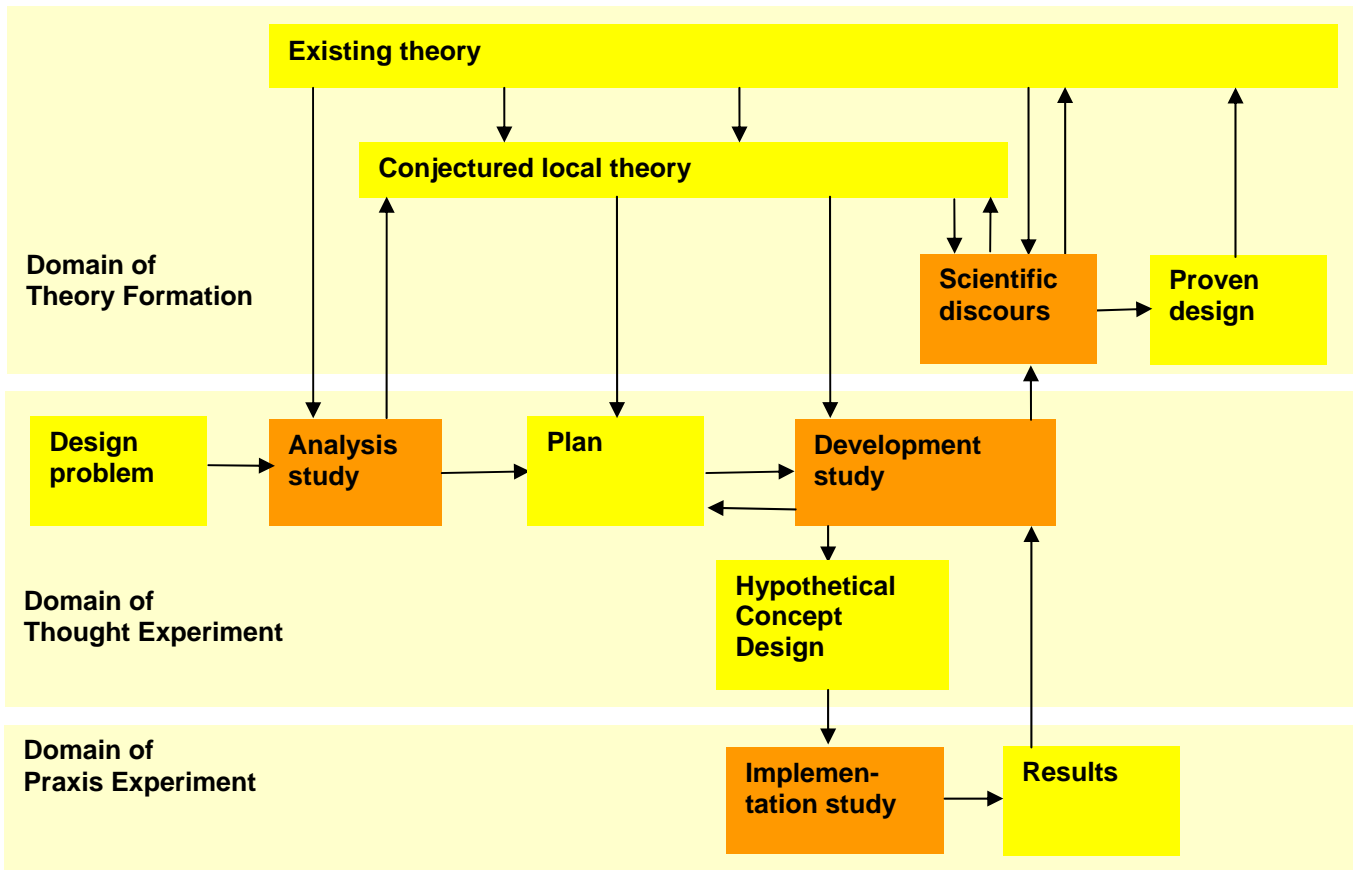 Existing theory
Conjectured local theory
Domain of
Theory Formation
Scientific
discours
Proven
design
Design
problem
Analysis
study
Plan
Development
study
Domain of
Thought Experiment
Hypothetical
Concept
Design
Domain of
Praxis Experiment
Implemen-
tation study
Results